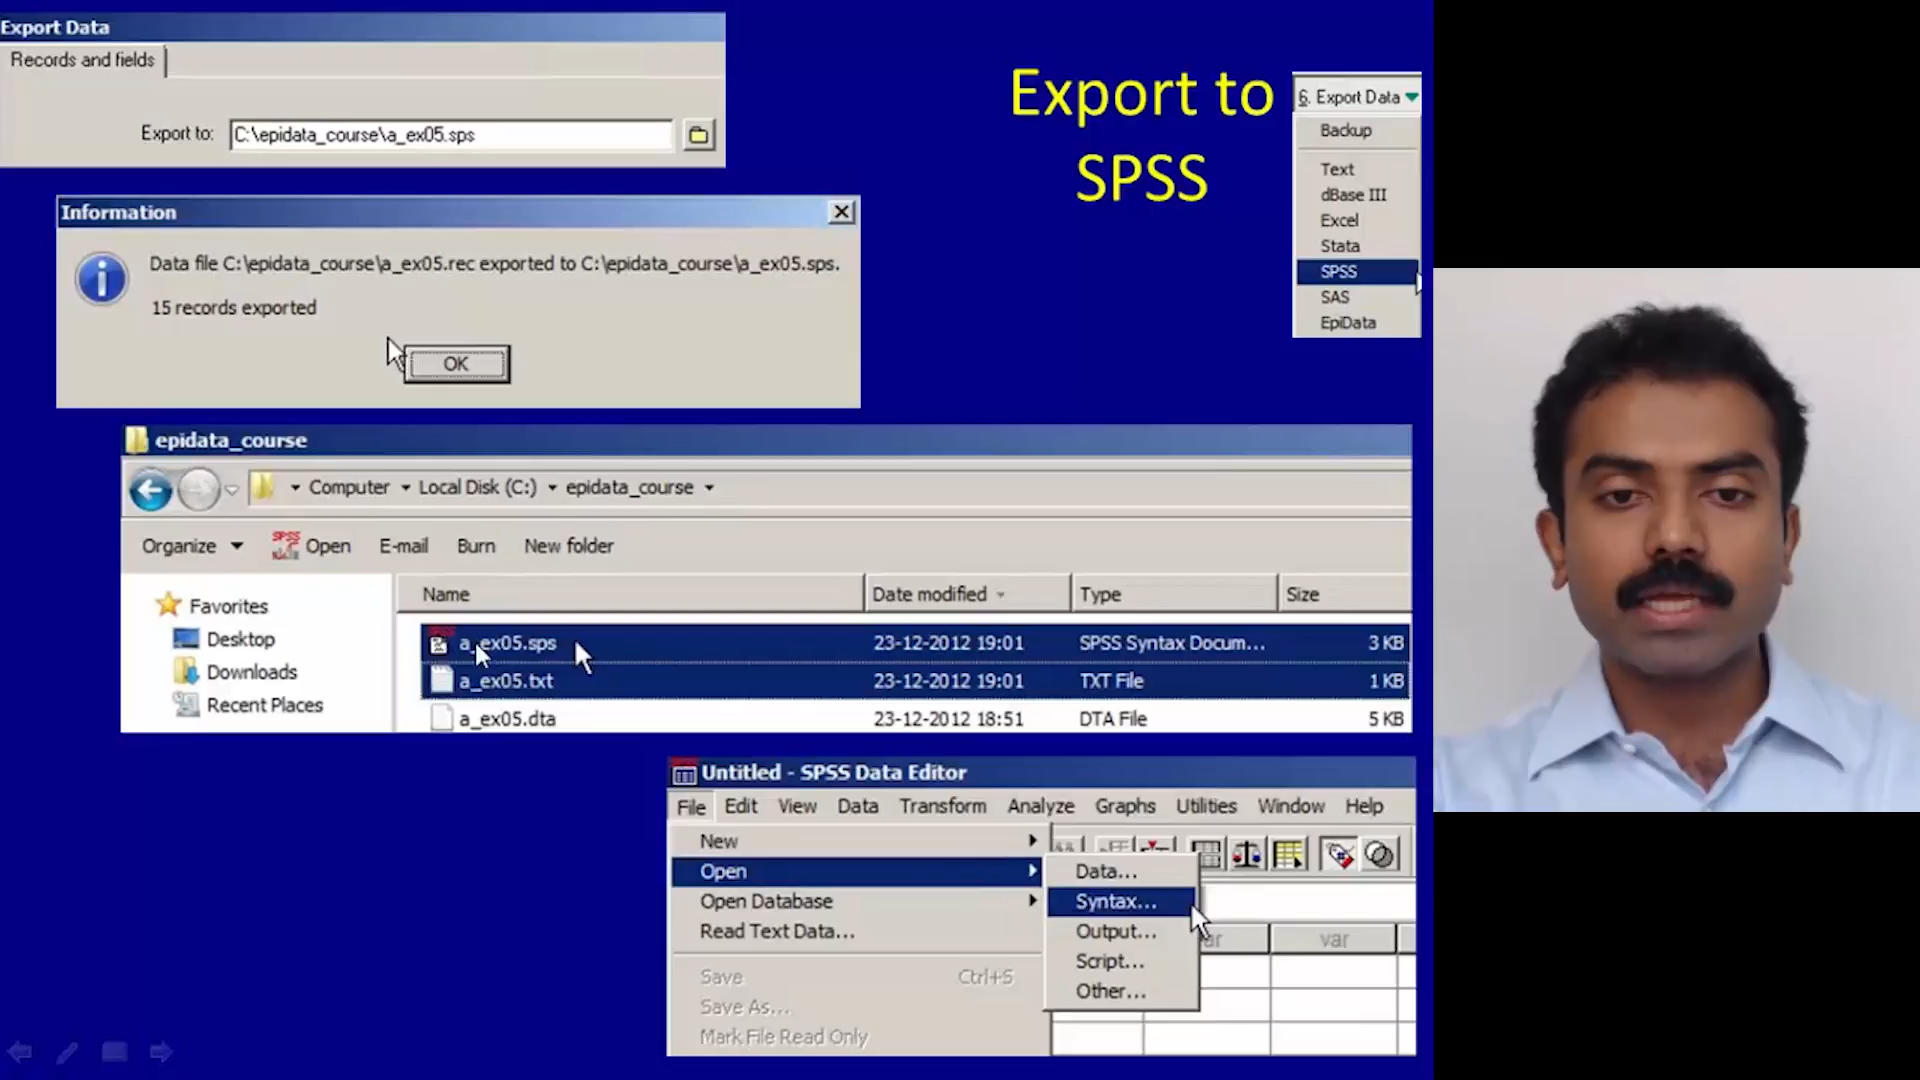 Export Data
Records and fields
Export to: C:\epidata_course\a_ex05.sps
Export to
SPSS
6. Export Data
Backup
Text
dBase III
Excel
Stata
SPSS
SAS
EpiData
Information
Data file C:\epidata_course\a_ex05.rec exported to C:\epidata_course\a_ex05.sps.
15 records exported
OK
epidata_course
Computer Local Disk (C:) epidata_course
Organize SPSS Open E-mail Burn New folder
Name Date modified Type Size
Favorites
Desktop
Downloads
Recent Places
a_ex05.sps 23-12-2012 19:01 SPSS Syntax Docum... 3 KB
a_ex05.txt 23-12-2012 19:01 TXT File 1 KB
a_ex05.dta 23-12-2012 18:51 DTA File 5 KB
Untitled - SPSS Data Editor
File Edit View Data Transform Analyze Graphs Utilities Window Help
New
Open
Open Database
Read Text Data...
Save Ctrl+S
Save As...
Mark File Read Only
Data...
Syntax...
Output...
Script...
Other...
var